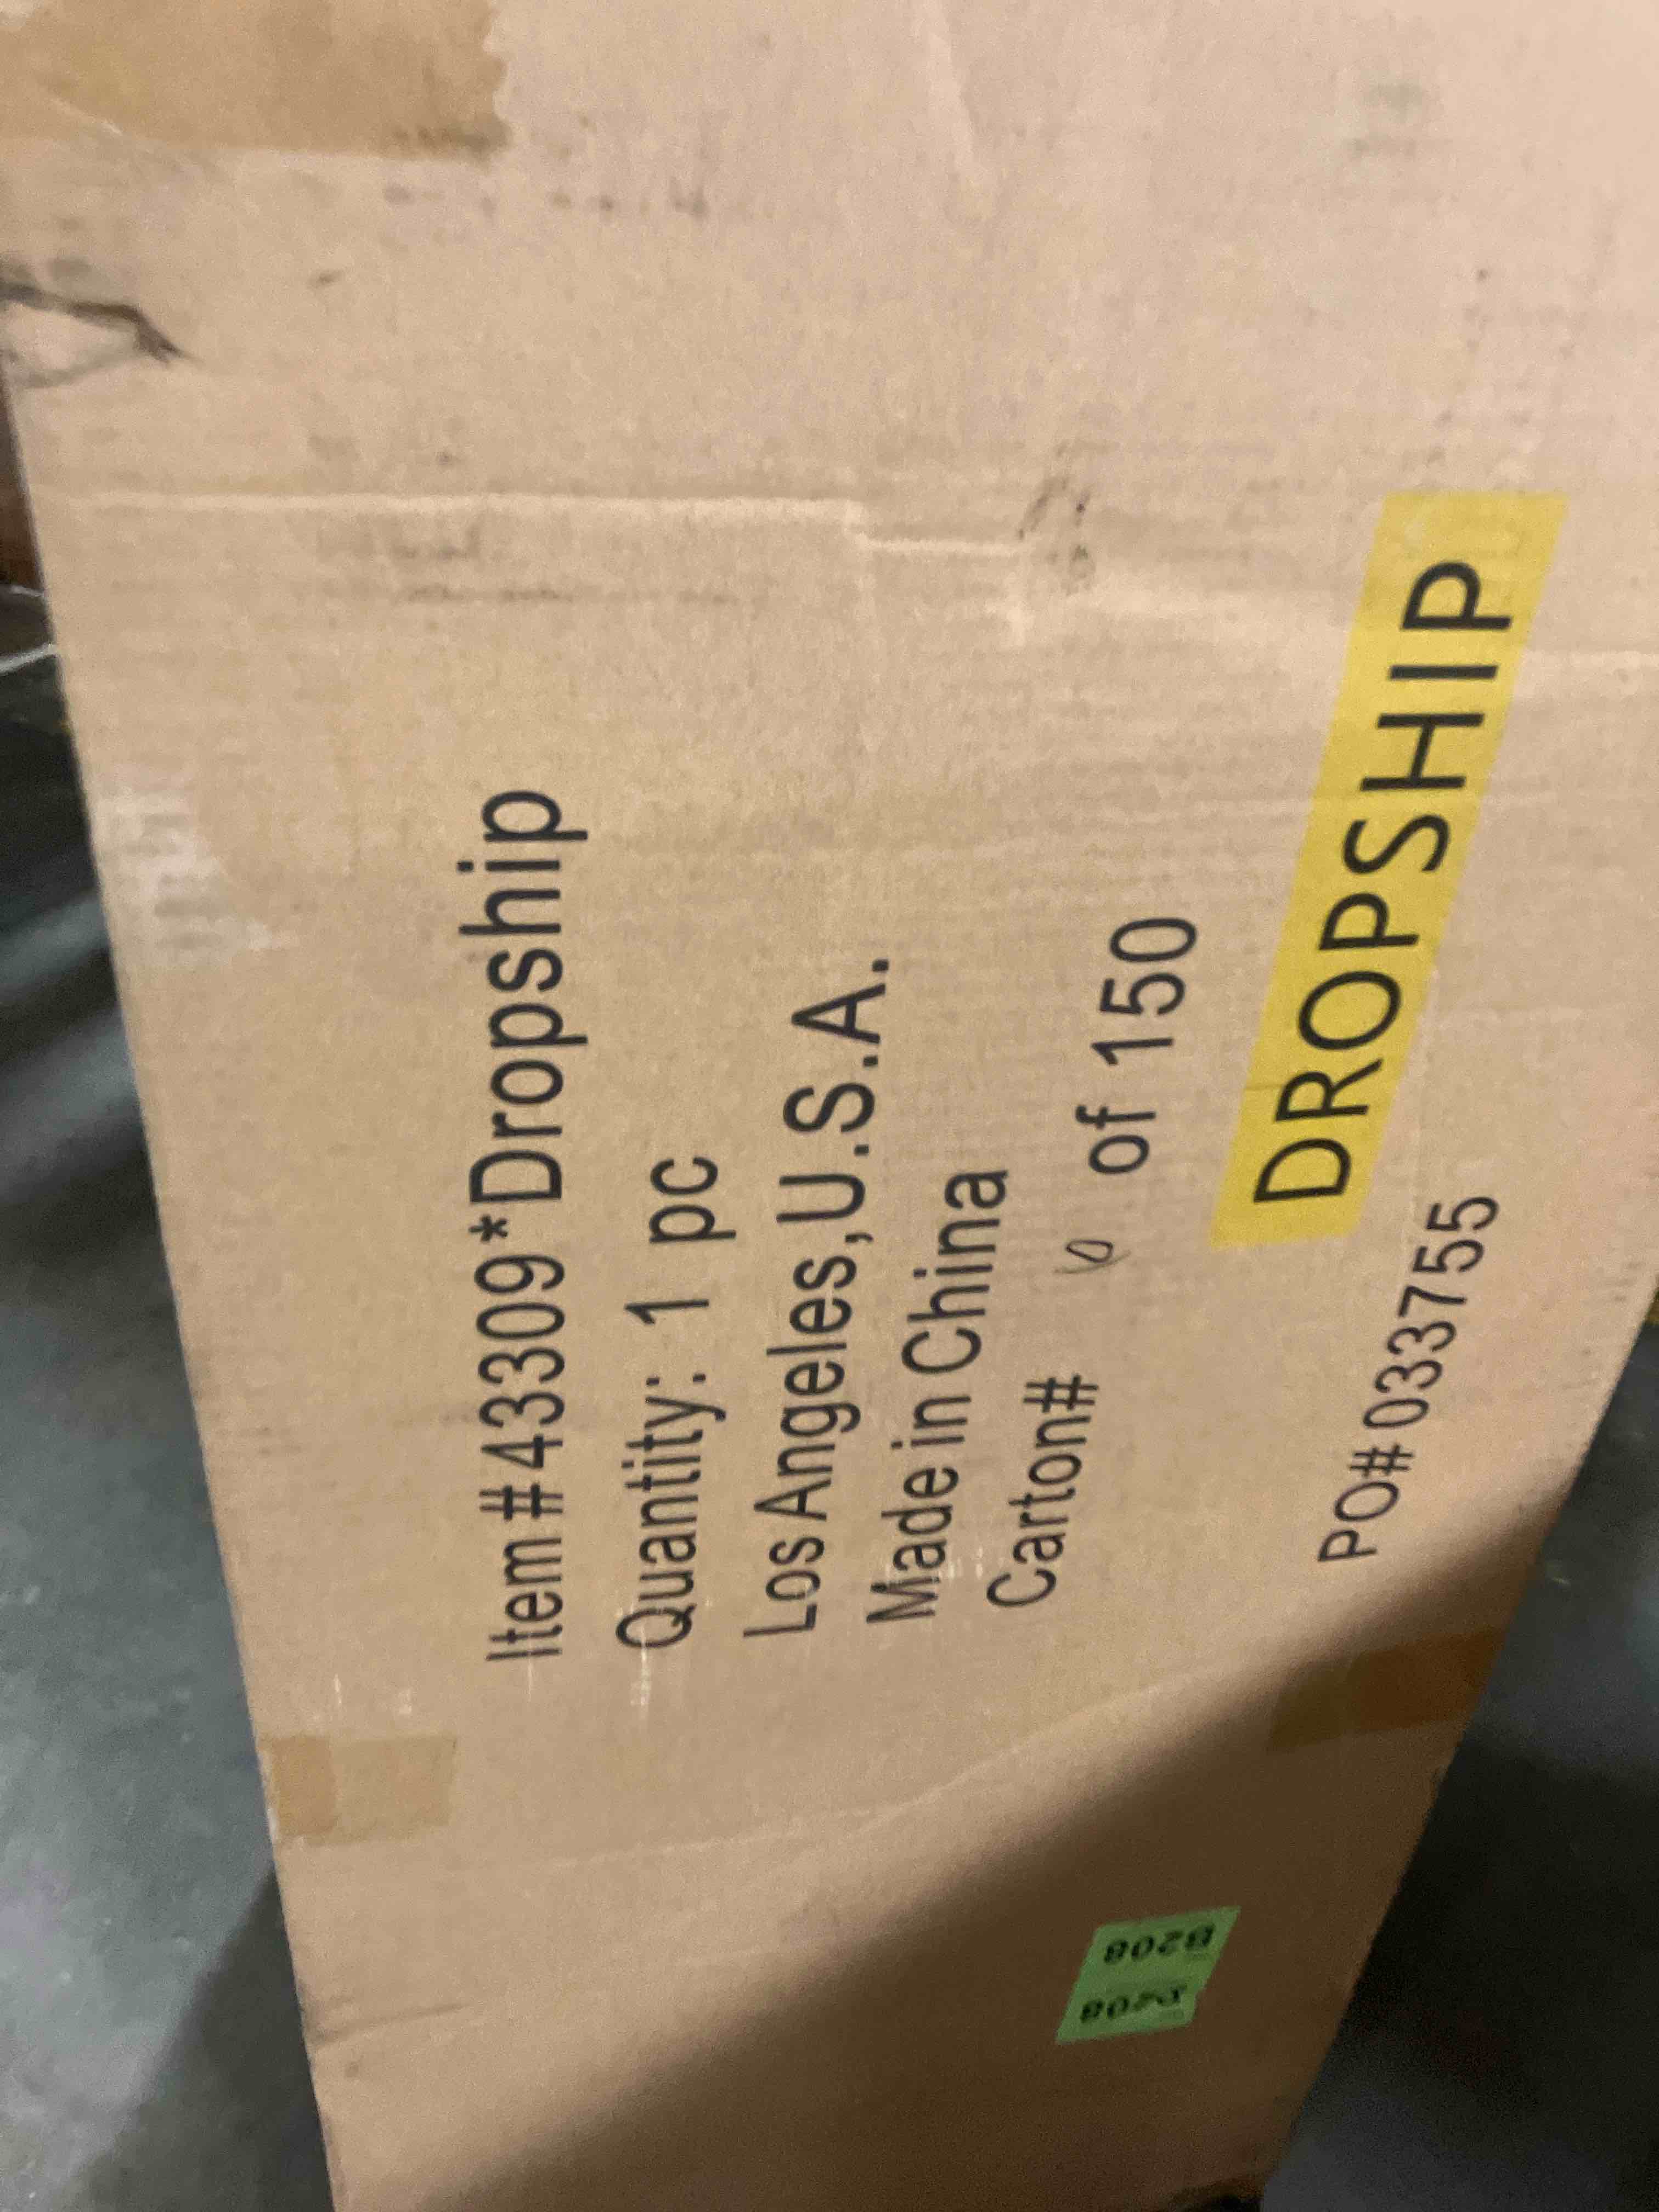 Item # 43309*Dropship
Quantity: 1 pc
Los Angeles,U.S.A.
Made in China
Carton# of 150
DROPSHIP
PO# 033755
B208